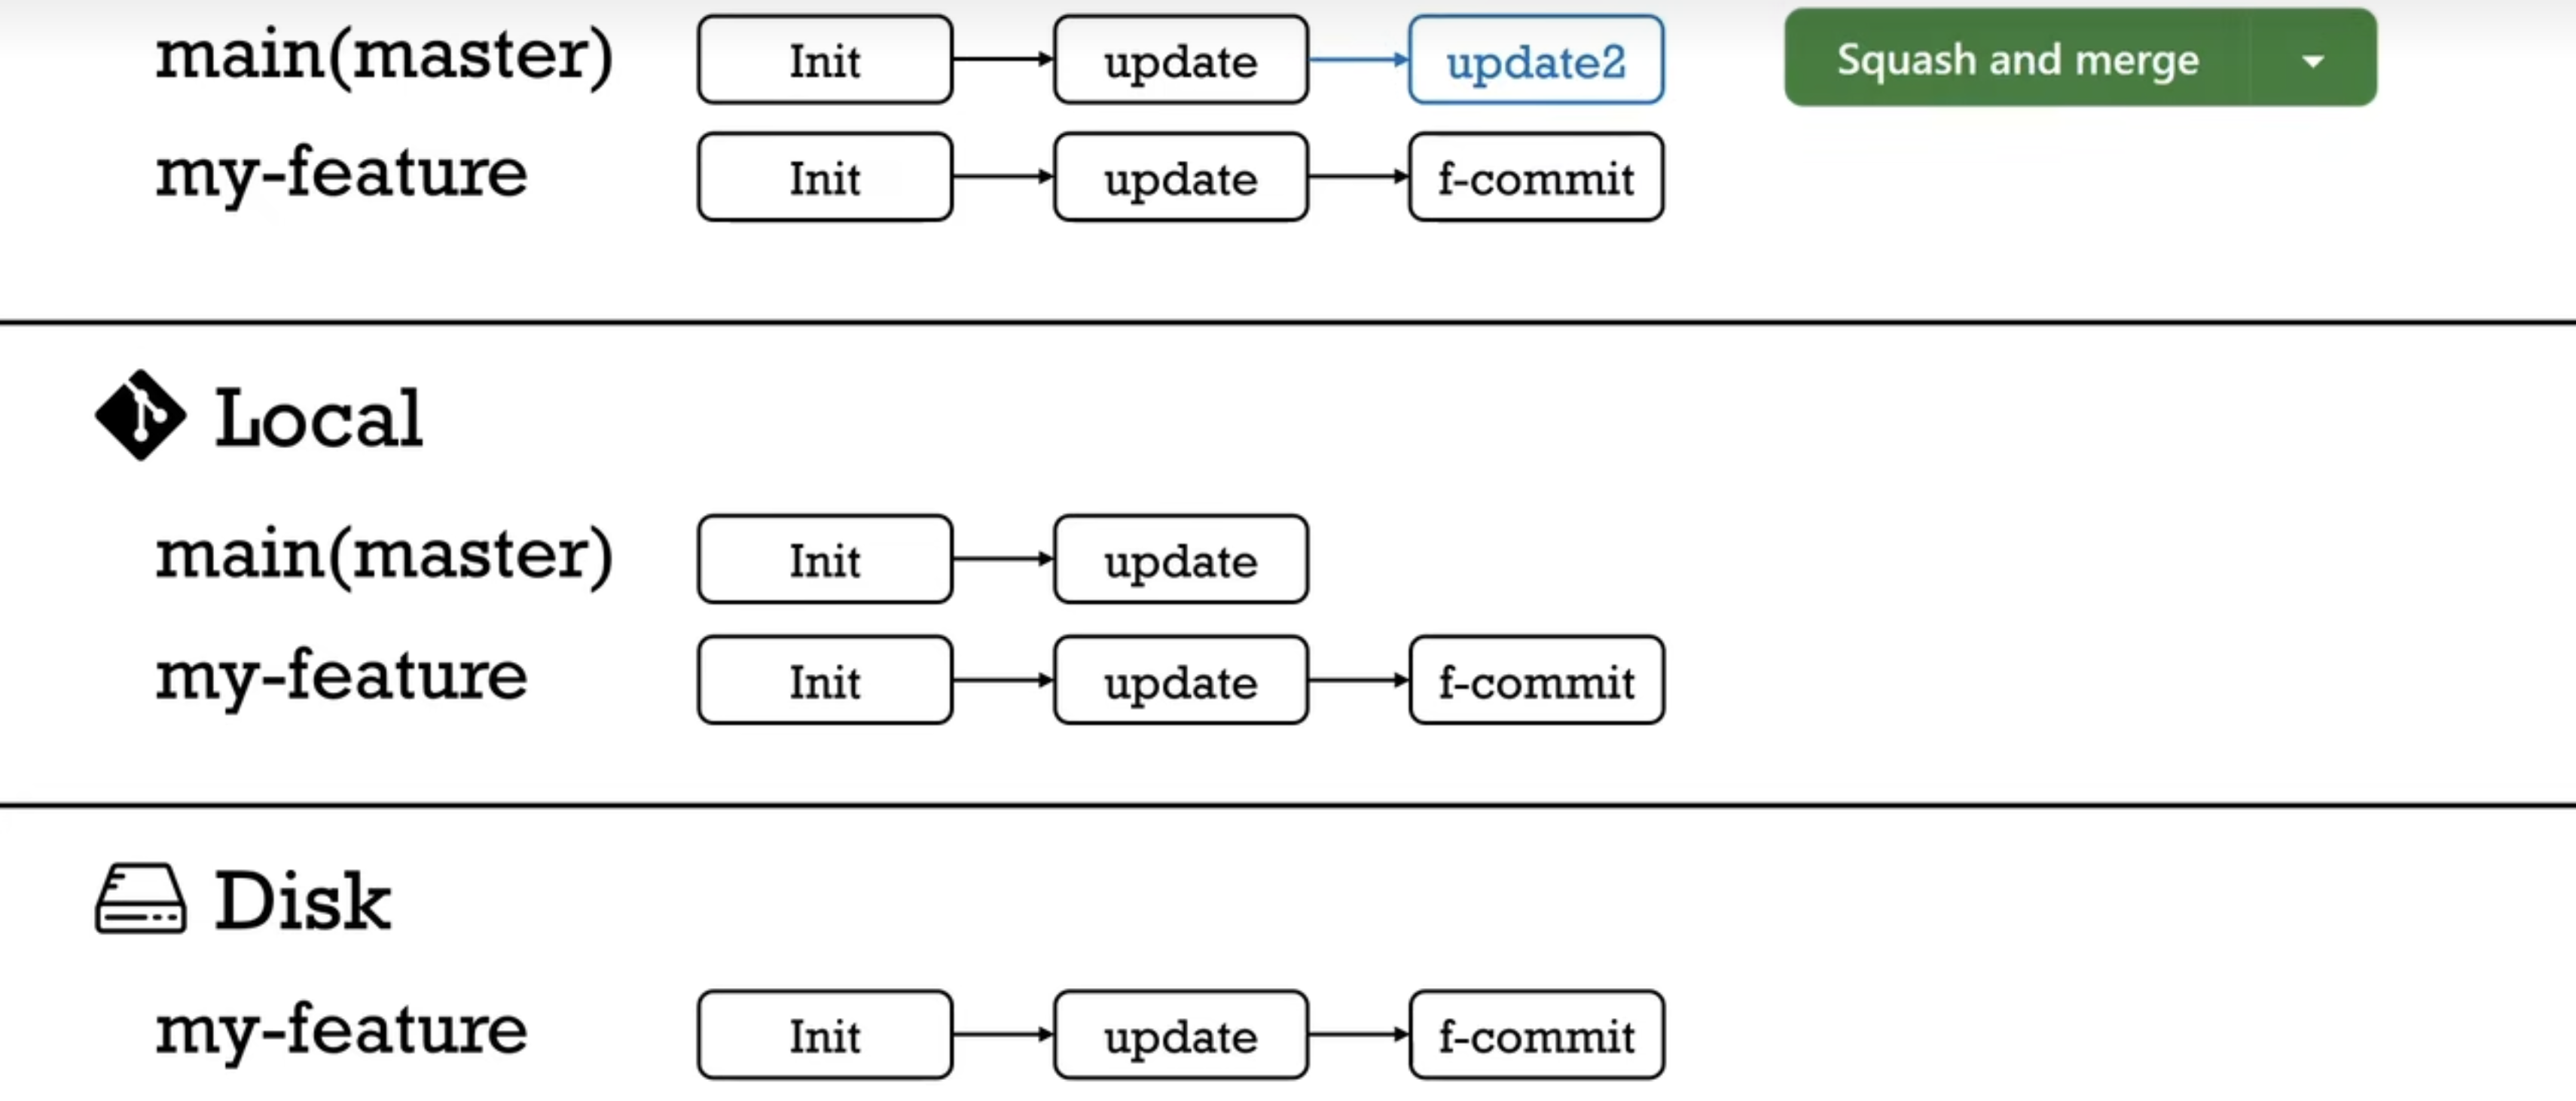 main(master) Init update update2 Squash and merge
my-feature Init update f-commit
Local
main(master) Init update
my-feature Init update f-commit
Disk
my-feature Init update f-commit